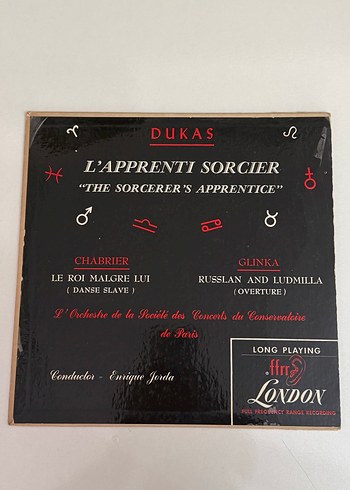 DUKAS
L'APPRENTI SORCIER
"THE SORCERER'S APPRENTICE"
CHABRIER
LE ROI MALGRE LUI
( DANSE SLAVE )
GLINKA
RUSSLAN AND LUDMILLA
( OVERTURE )
L'Orchestre de la Société des Concerts du Conservatoire
de Paris
Conductor - Enrique Jorda
LONG PLAYING
.ffrr
LONDON
FULL FREQUENCY RANGE RECORDING